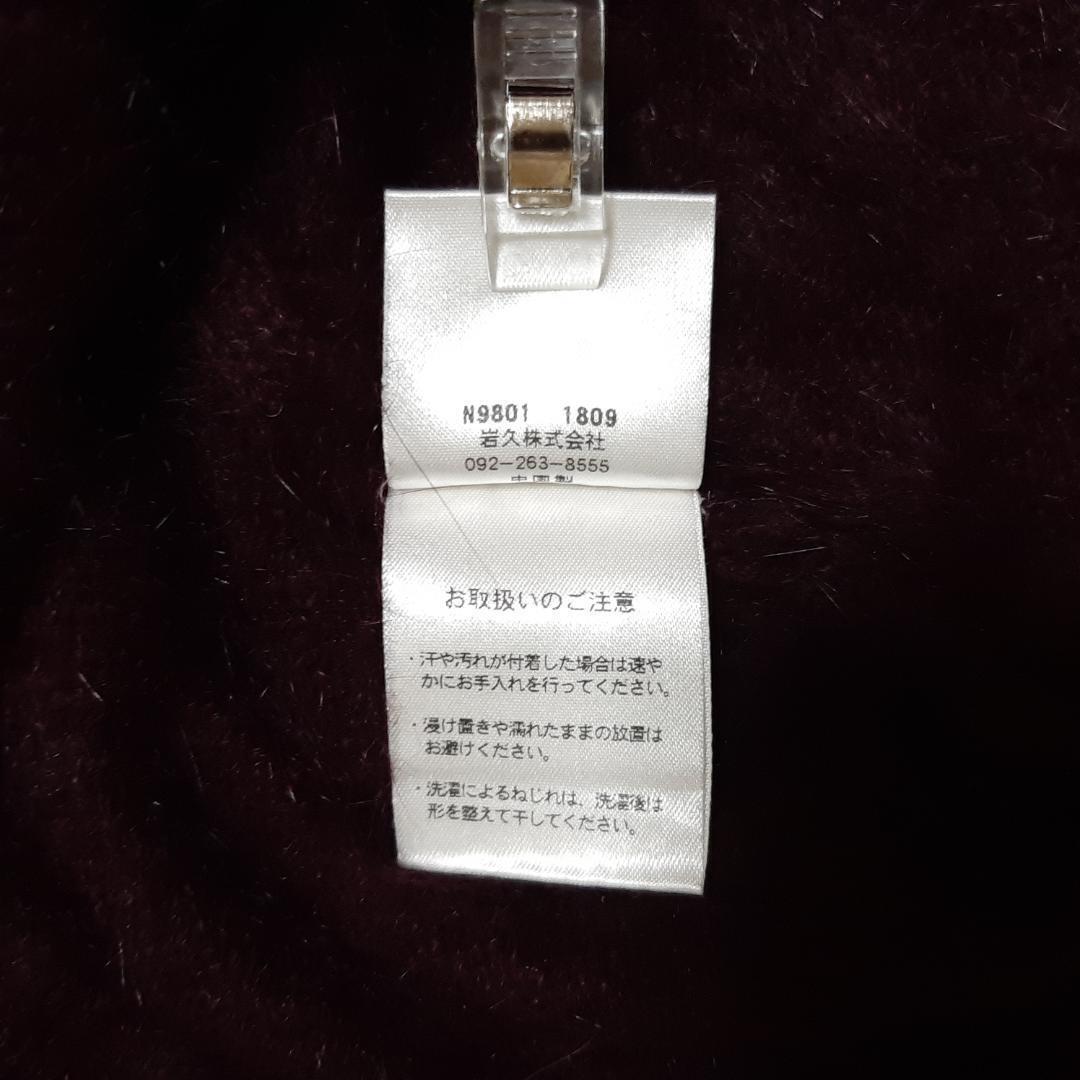 N9801 1809
岩久株式会社
092-263-8555
中国製
お取扱いのご注意
・汗や汚れが付着した場合は速や
かにお手入れを行ってください。
・浸け置きや濡れたままの放置は
お避けください。
・洗濯によるねじれは、洗濯後は
形を整えて干してください。